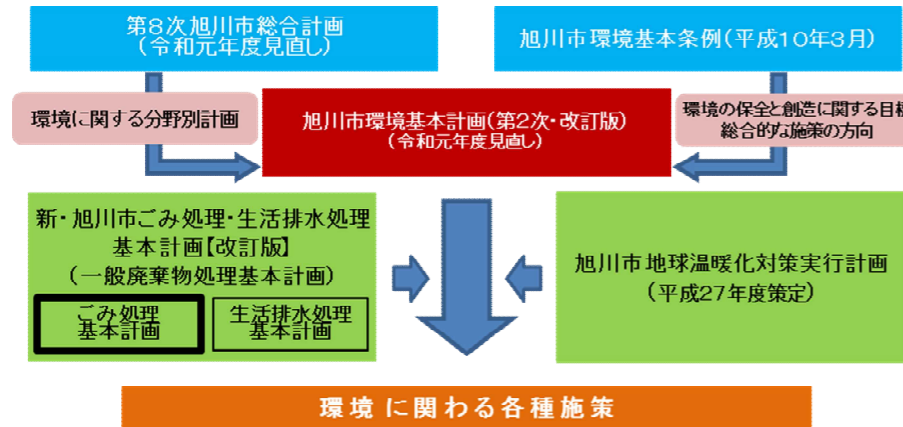 第8次旭川市総合計画
(令和元年度見直し)
旭川市環境基本条例(平成10年3月)
環境に関する分野別計画
旭川市環境基本計画(第2次・改訂版)
(令和元年度見直し)
環境の保全と創造に関する目標
総合的な施策の方向
新・旭川市ごみ処理・生活排水処理
基本計画【改訂版】
(一般廃棄物処理基本計画)
ごみ処理
基本計画
生活排水処理
基本計画
旭川市地球温暖化対策実行計画
(平成27年度策定)
環境に関わる各種施策